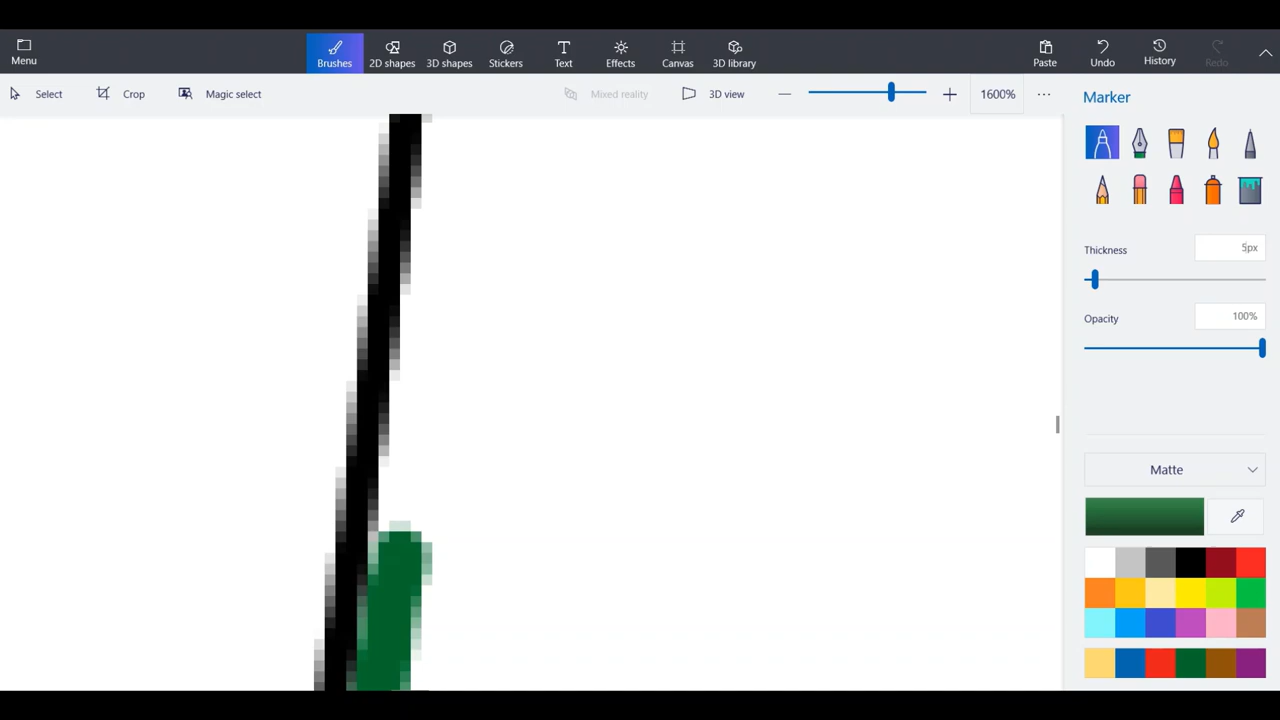 Menu
Brushes
2D shapes
3D shapes
Stickers
Text
Effects
Canvas
3D library
Paste
Undo
History
Redo
Select
Crop
Magic select
Mixed reality
3D view
1600%
Marker
Thickness
5px
Opacity
100%
Matte